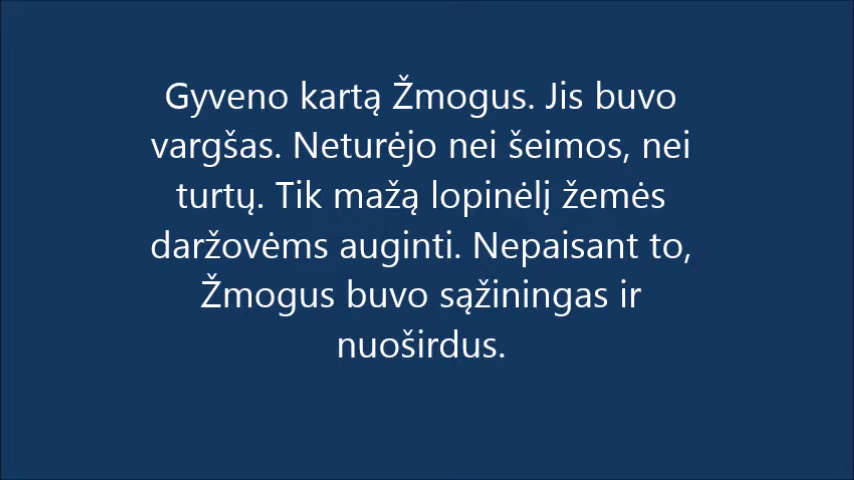 Gyveno kartą Žmogus. Jis buvo
vargšas. Neturėjo nei šeimos, nei
turtų. Tik mažą lopinėlį žemės
daržovėms auginti. Nepaisant to,
Žmogus buvo sąžiningas ir
nuoširdus.